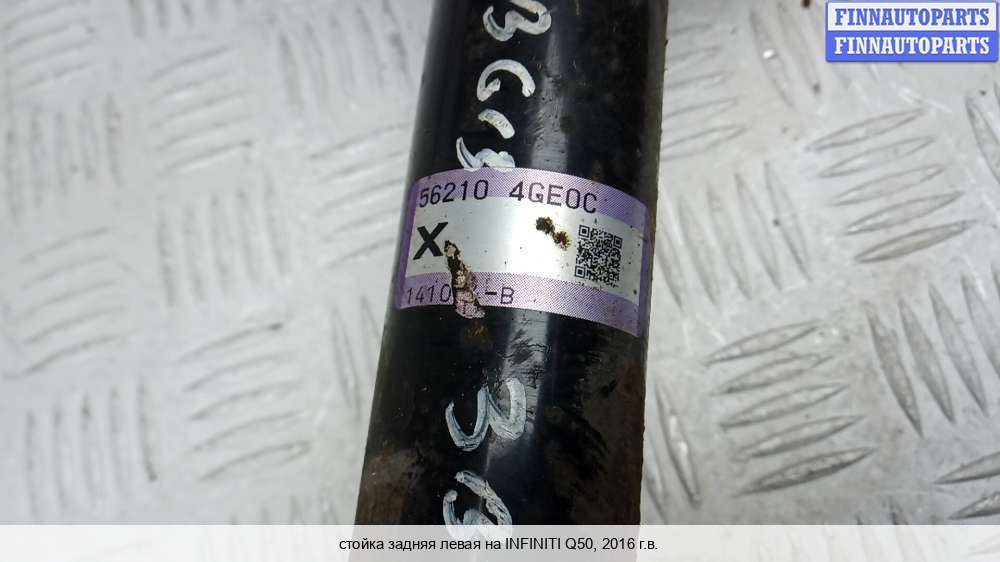 FINNAUTOPARTS
FINNAUTOPARTS
56210 4GE0C
X
-B
стойка задняя левая на INFINITI Q50, 2016 г.в.